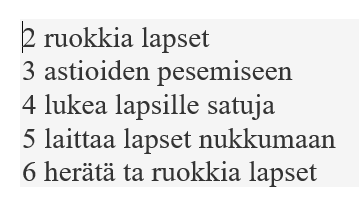 2 ruokkia lapset
3 astioiden pesemiseen
4 lukea lapsille satuja
5 laittaa lapset nukkumaan
6 herätä ta ruokkia lapset